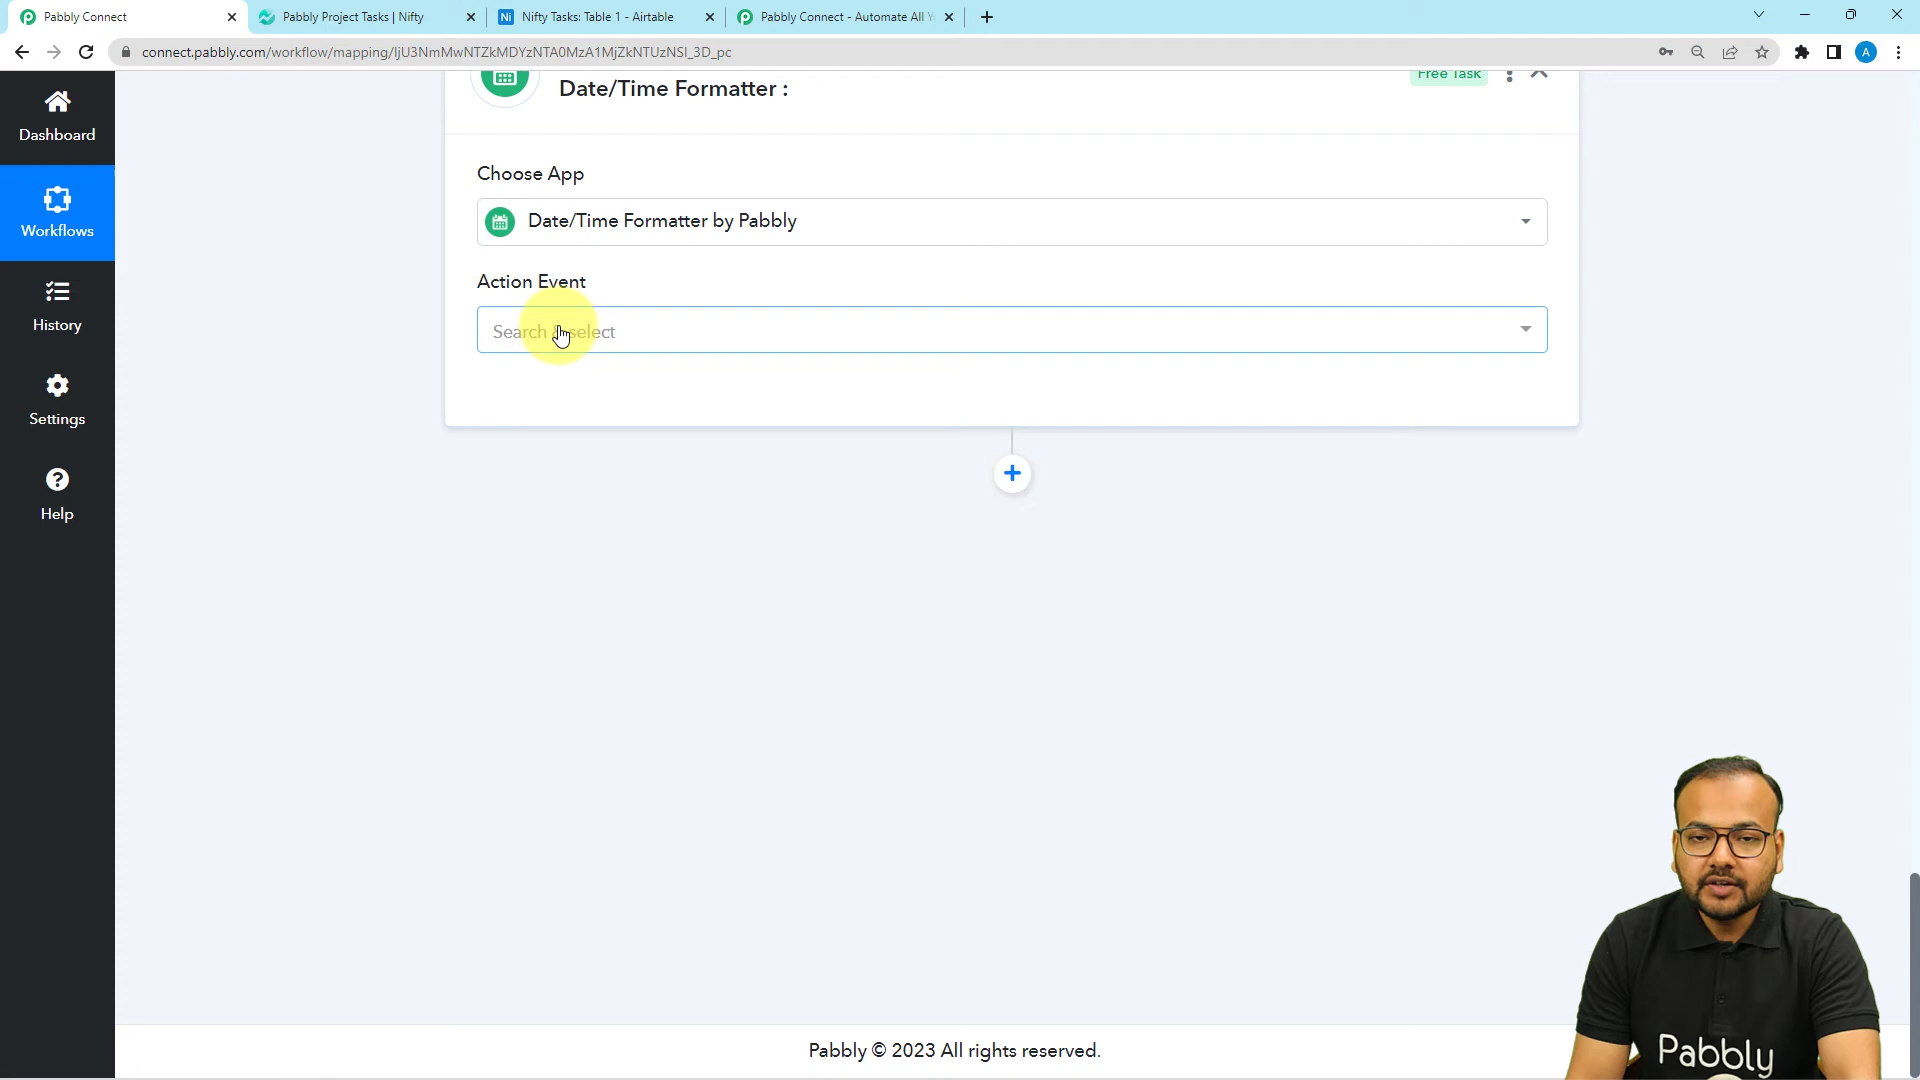 Pabbly Connect
Pabbly Project Tasks | Nifty
Ni
Nifty Tasks: Table 1 - Airtable
Pabbly Connect - Automate All Y
connect.pabbly.com/workflow/mapping/IjU3NmMwNTZkMDYzNTA0MzA1MjZkNTUzNSI_3D_pc
A
Dashboard
Workflows
History
Settings
Help
Date/Time Formatter :
Free Task
Choose App
Date/Time Formatter by Pabbly
Action Event
Search select
Pabbly © 2023 All rights reserved.
Pabbly